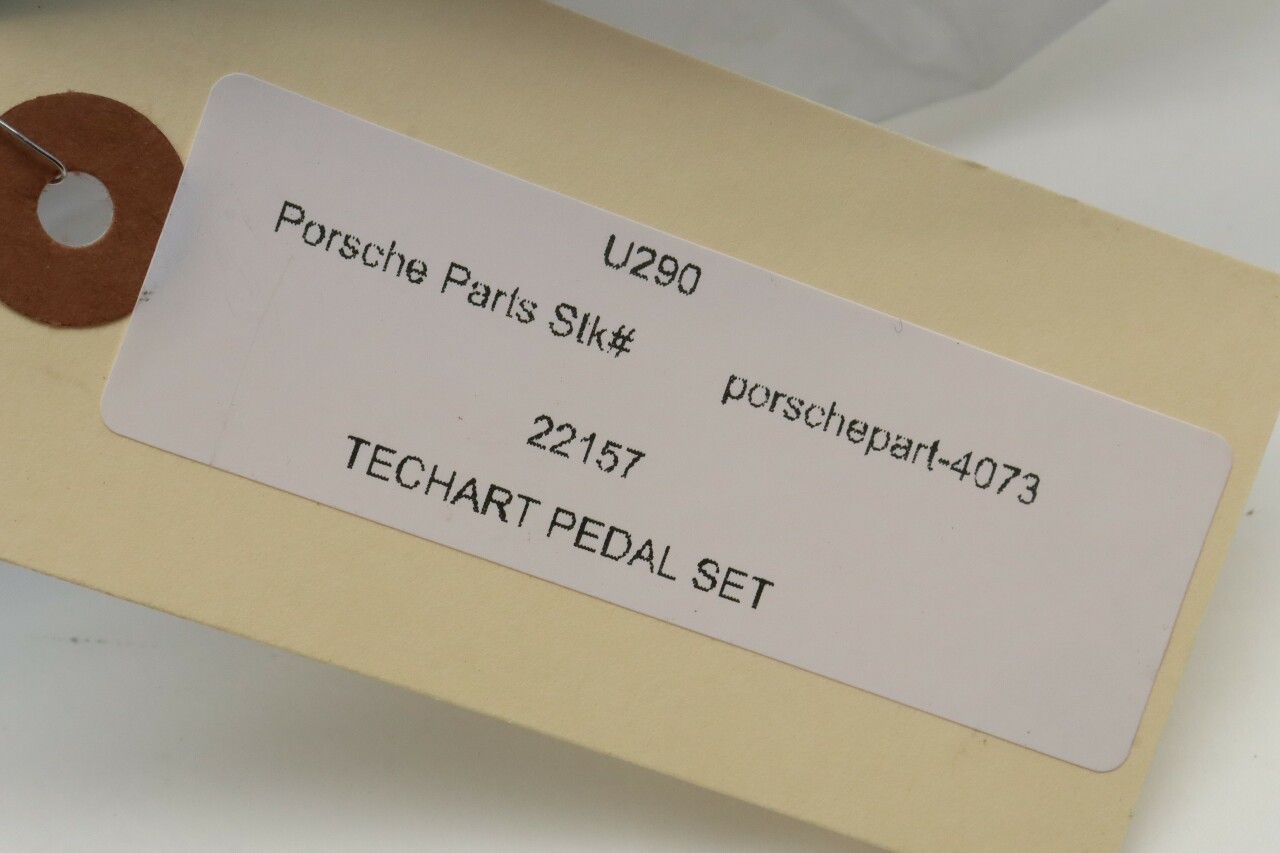 U290
Porsche Parts Stk#
porschepart-4073
22157
TECHART PEDAL SET